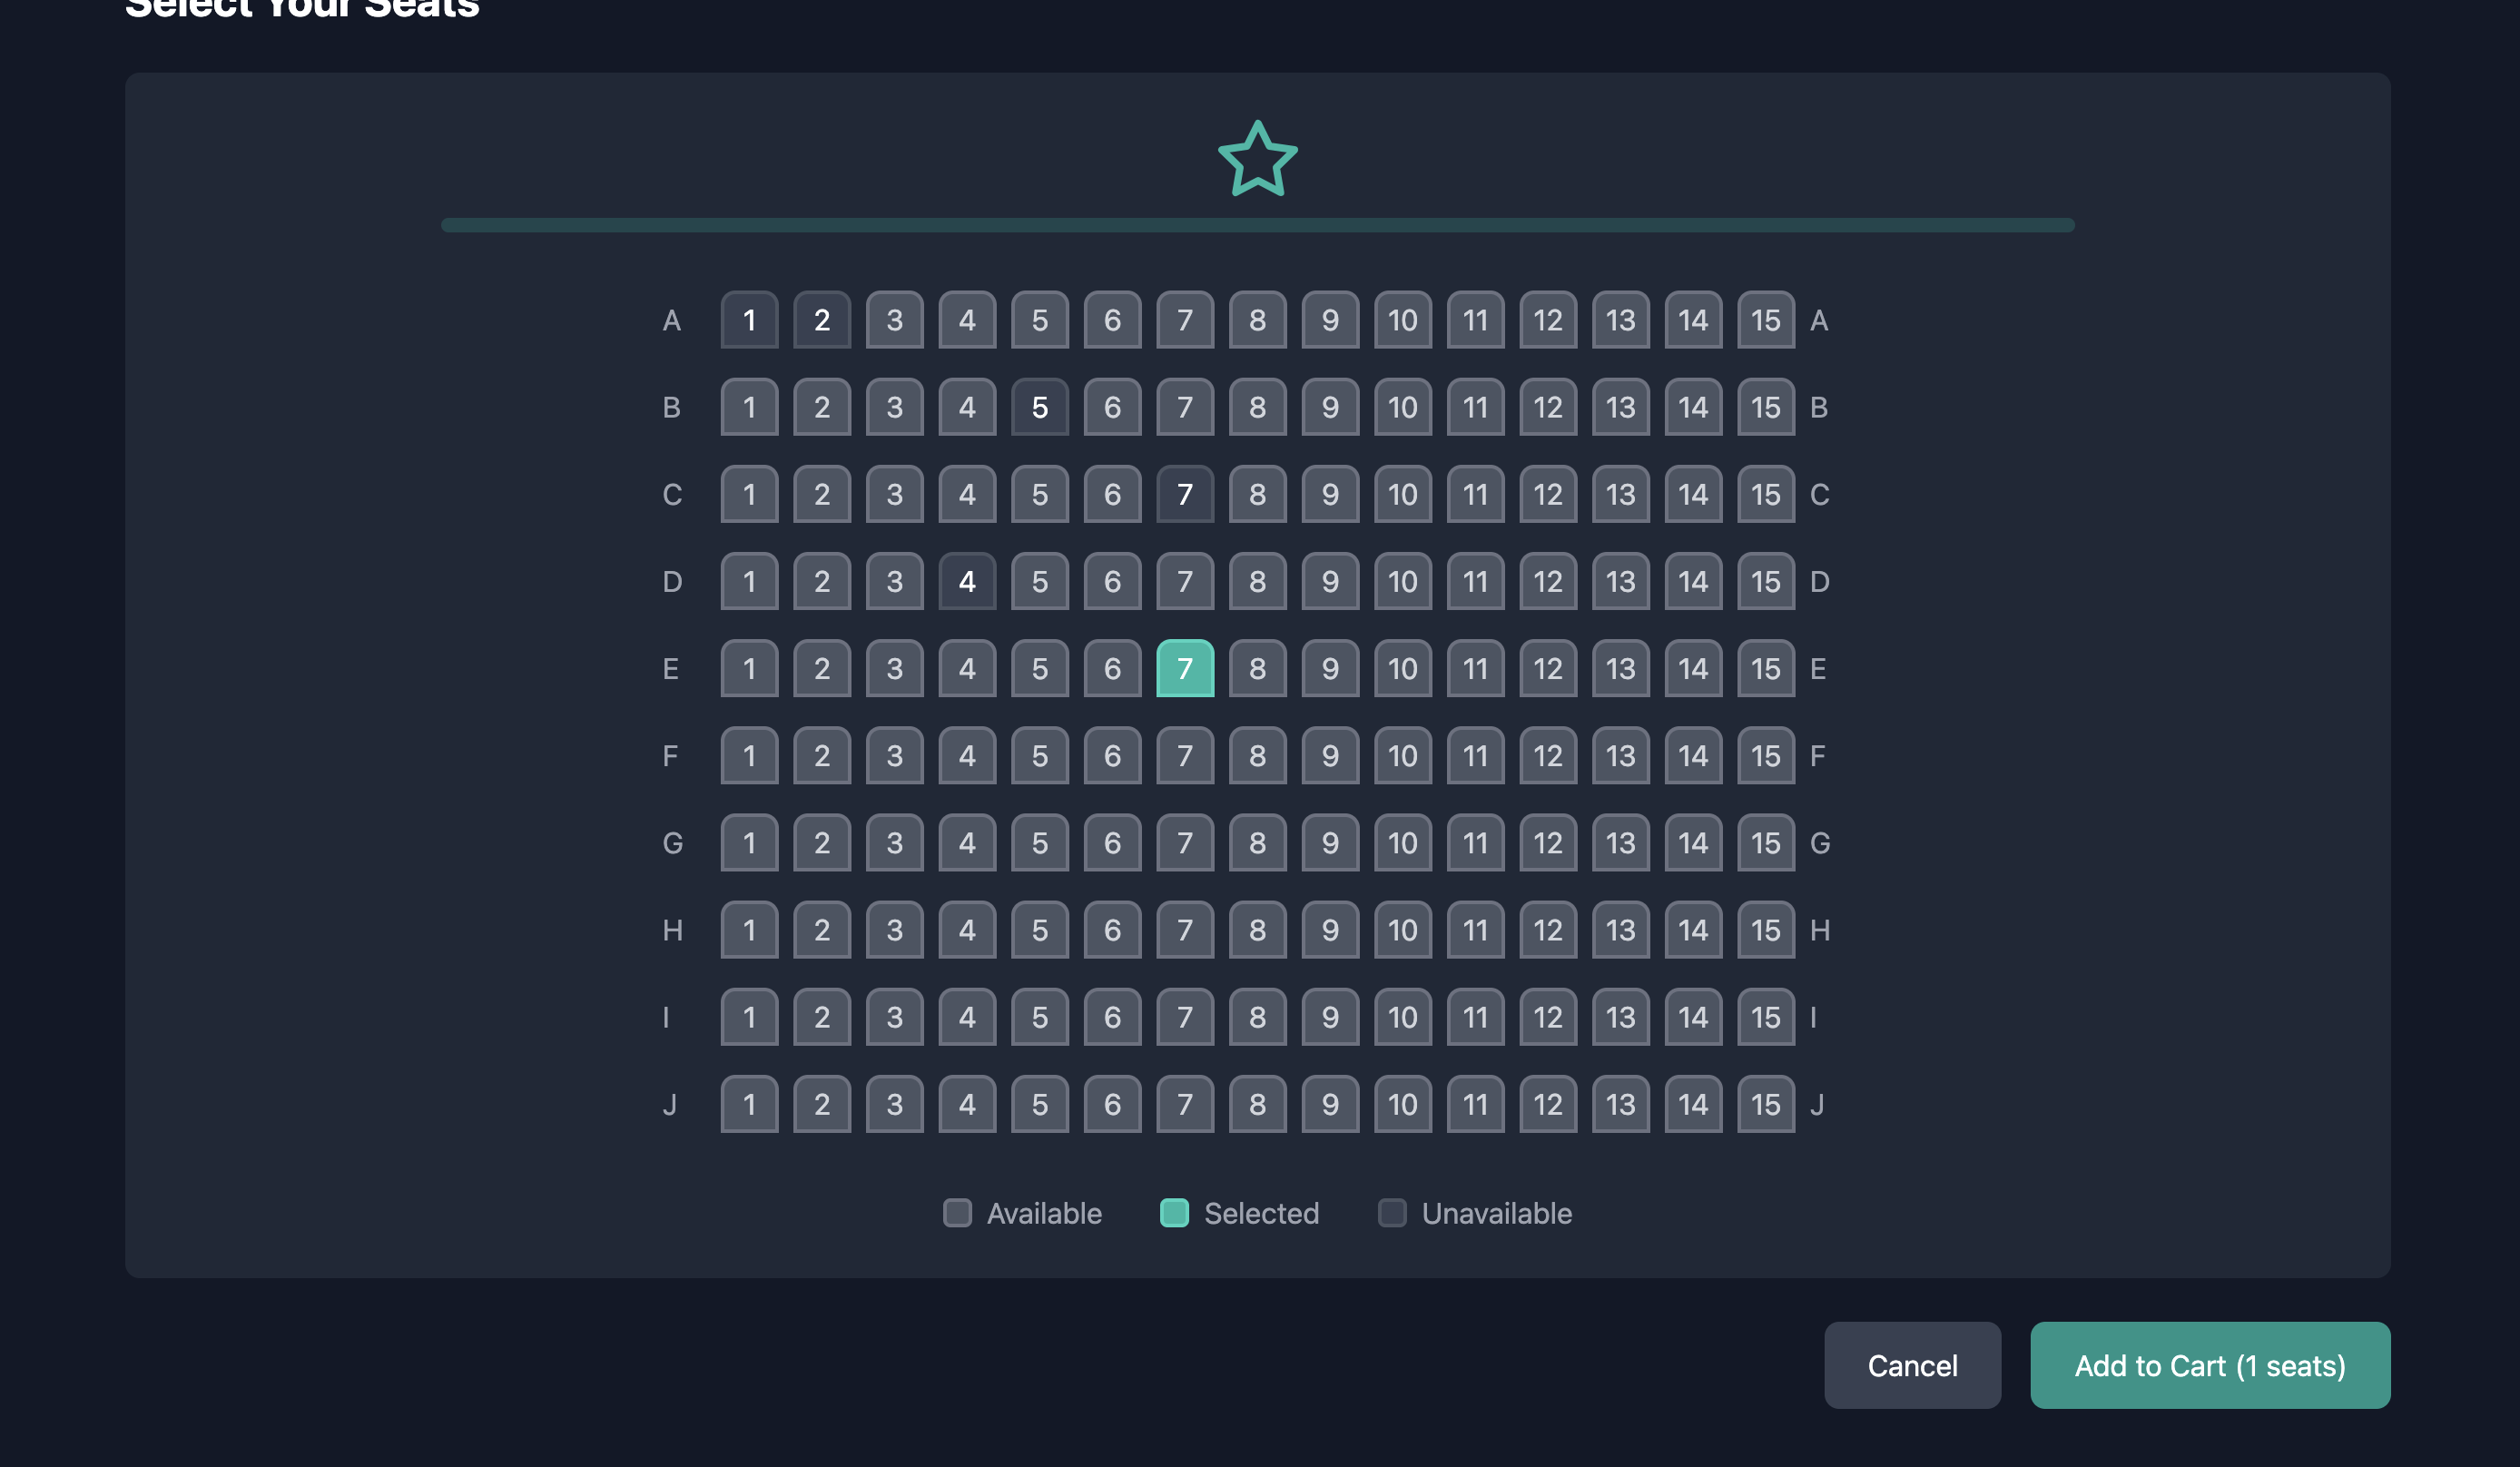 Select Your Seats
A 1 2 3 4 5 6 7 8 9 10 11 12 13 14 15 A
B 1 2 3 4 5 6 7 8 9 10 11 12 13 14 15 B
C 1 2 3 4 5 6 7 8 9 10 11 12 13 14 15 C
D 1 2 3 4 5 6 7 8 9 10 11 12 13 14 15 D
E 1 2 3 4 5 6 7 8 9 10 11 12 13 14 15 E
F 1 2 3 4 5 6 7 8 9 10 11 12 13 14 15 F
G 1 2 3 4 5 6 7 8 9 10 11 12 13 14 15 G
H 1 2 3 4 5 6 7 8 9 10 11 12 13 14 15 H
I 1 2 3 4 5 6 7 8 9 10 11 12 13 14 15 I
J 1 2 3 4 5 6 7 8 9 10 11 12 13 14 15 J
Available Selected Unavailable
Cancel Add to Cart (1 seats)